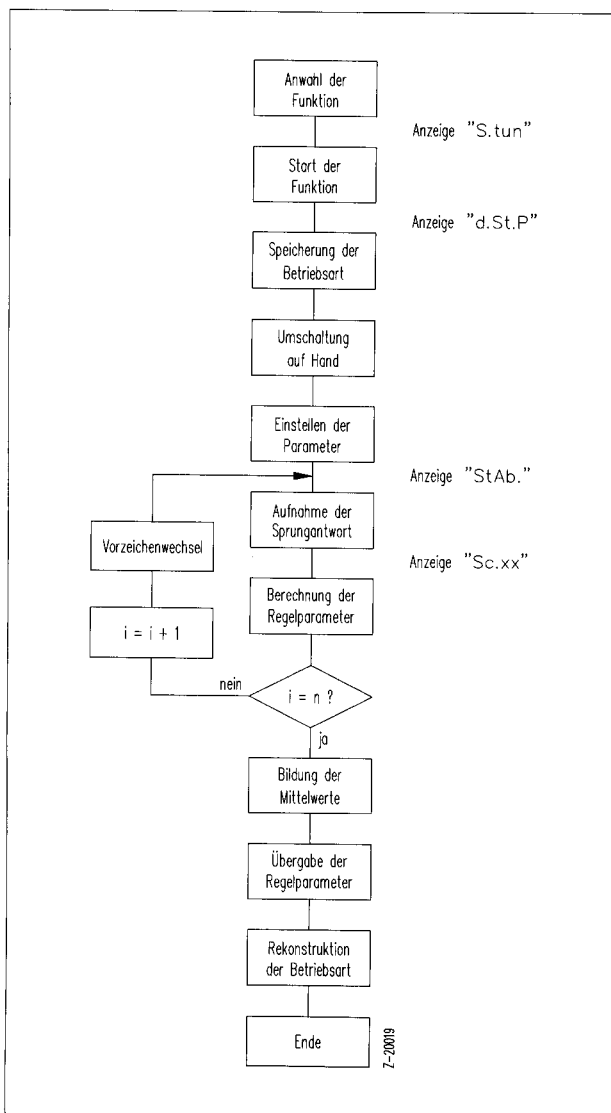 Anwahl der
Funktion
Anzeige "S.tun"
Start der
Funktion
Anzeige "d.St.P"
Speicherung der
Betriebsart
Umschaltung
auf Hand
Einstellen der
Parameter
Anzeige "StAb."
Aufnahme der
Sprungantwort
Vorzeichenwechsel
Anzeige "Sc.xx"
Berechnung der
Regelparameter
i = i + 1
nein
i = n ?
ja
Bildung der
Mittelwerte
Übergabe der
Regelparameter
Rekonstruktion
der Betriebsart
Ende
Z-20019